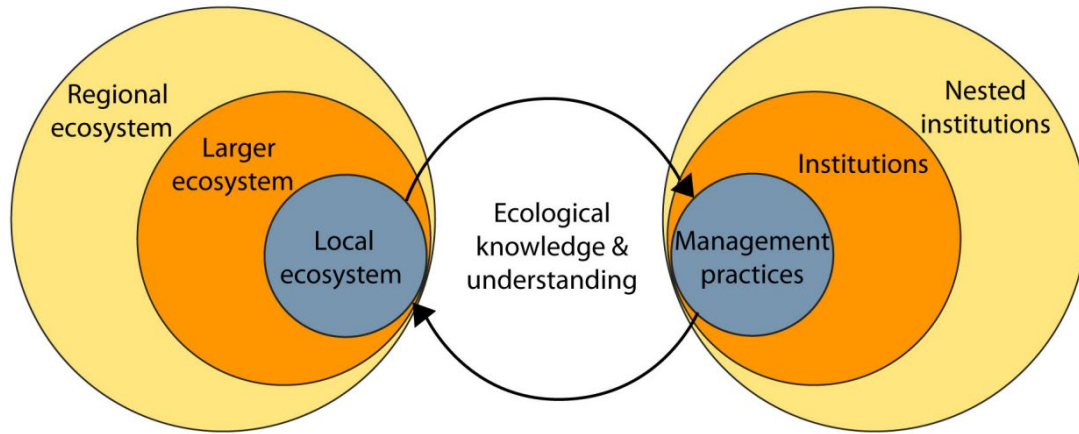 Regional
ecosystem
Larger
ecosystem
Local
ecosystem
Ecological
knowledge &
understanding
Nested
institutions
Institutions
Management
practices